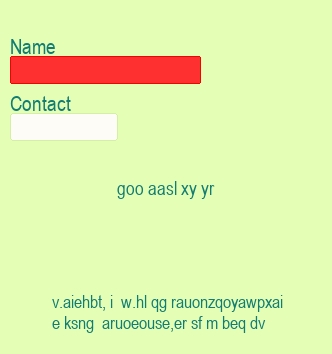 Name
Contact
goo aasl xy yr
v.aiehbt, i w.hl qg rauonzqoyawpxai
e ksng aruoeouse,er sf m beq dv